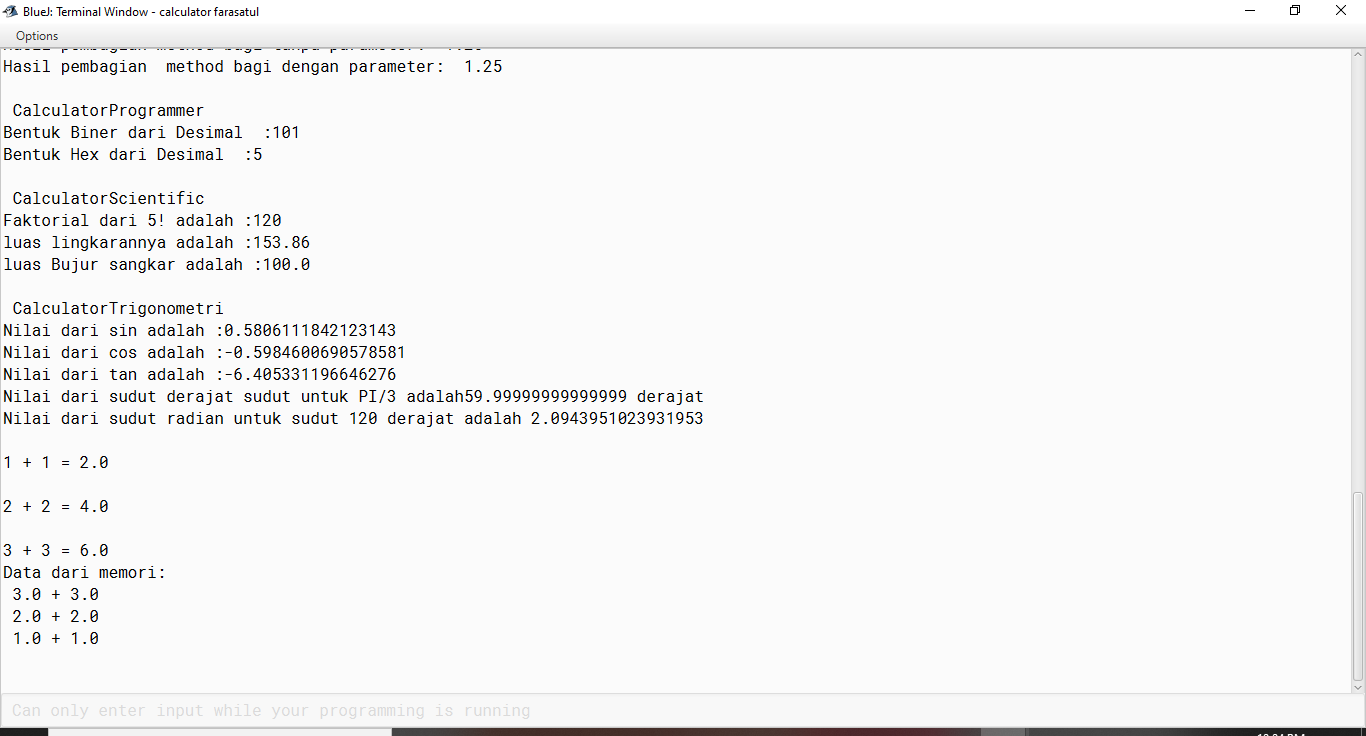 BlueJ: Terminal Window - calculator farasatul
Options
Hasil pembagian  method bagi dengan parameter:  1.25
CalculatorProgrammer
Bentuk Biner dari Desimal  :101
Bentuk Hex dari Desimal  :5
CalculatorScientific
Faktorial dari 5! adalah :120
luas lingkarannya adalah :153.86
luas Bujur sangkar adalah :100.0
CalculatorTrigonometri
Nilai dari sin adalah :0.5806111842123143
Nilai dari cos adalah :-0.5984600690578581
Nilai dari tan adalah :-6.405331196646276
Nilai dari sudut derajat sudut untuk PI/3 adalah59.99999999999999 derajat
Nilai dari sudut radian untuk sudut 120 derajat adalah 2.0943951023931953
1 + 1 = 2.0
2 + 2 = 4.0
3 + 3 = 6.0
Data dari memori:
3.0 + 3.0
2.0 + 2.0
1.0 + 1.0
Can only enter input while your programming is running